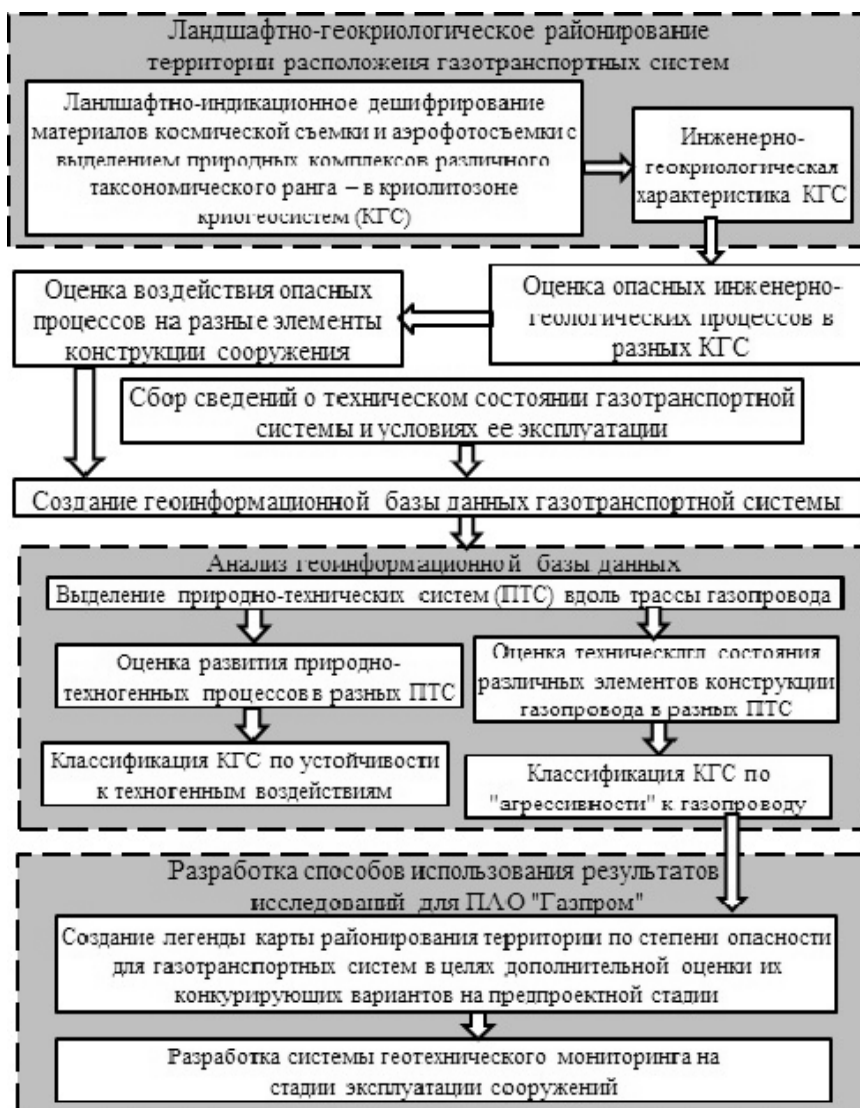 Ландшафтно-геокриологическое районирование
территории расположеия газотранспортных систем
Ланлшафтно-индикационное дешифрирование
материалов космической съемки и аэрофотосъемки с
выделением природных комплексов различного
таксономического ранга – в криолитозоне
криогеосистем (КГС)
Инженерно-
геокриологическая
характеристика КГС
Оценка воздействия опасных
процессов на разные элементы
конструкции сооружения
Оценка опасных инженерно-
геологических процессов в
разных КГС
Сбор сведений о техническом состоянии газотранспортной
системы и условиях ее эксплуатации
Создание геоинформационной базы данных газотранспортной системы
Анализ геоинформационной базы данных
Выделение природно-технических систем (ПТС) вдоль трассы газопровода
Оценка развития природно-
техногенных процессов в разных ПТС
Оценка техническпгл состояния
различных элементов конструкции
газопровода в разных ПТС
Классификация КГС по устойчивости
к техногенным воздействиям
Классификация КГС по
"агрессивности" к газопроводу
Разработка способов использования результатов
исследований для ПАО "Газпром"
Создание легенды карты районирования территории по степени опасности
для газотранспортных систем в целях дополнительной оценки их
конкурирующих вариантов на предпроектной стадии
Разработка системы геотехнического мониторинга на
стадии эксплуатации сооружений